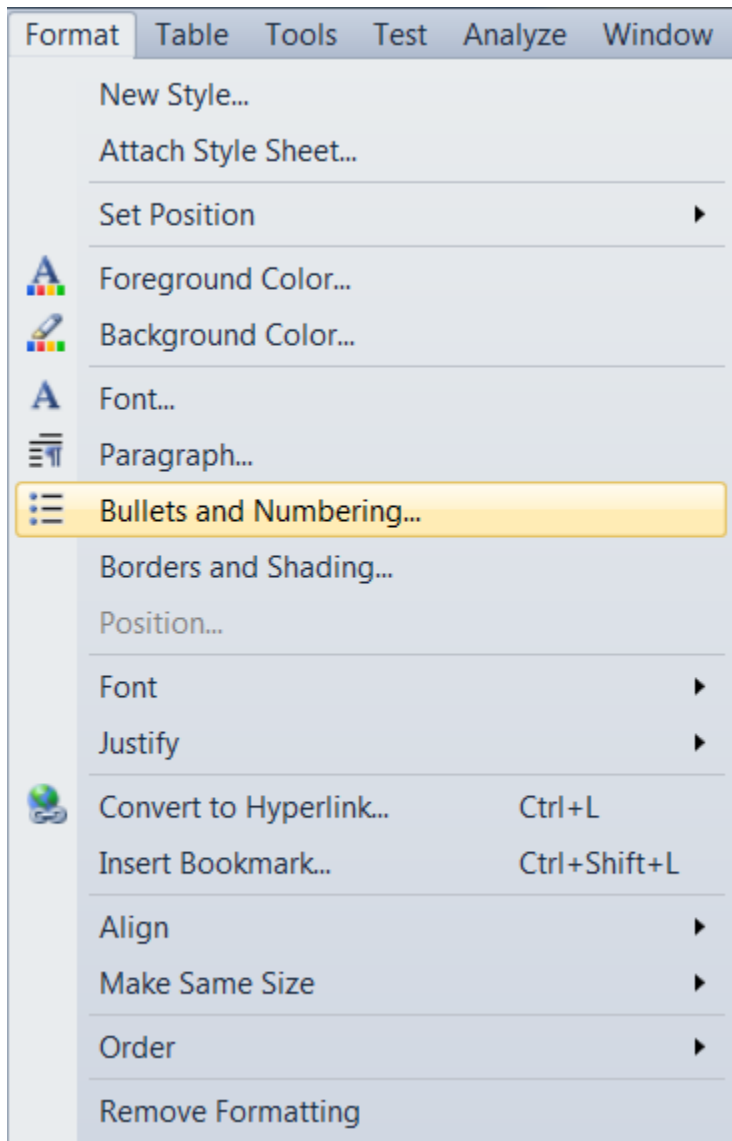 Format Table Tools Test Analyze Window
New Style...
Attach Style Sheet...
Set Position
Foreground Color...
Background Color...
Font...
Paragraph...
Bullets and Numbering...
Borders and Shading...
Position...
Font
Justify
Convert to Hyperlink... Ctrl+L
Insert Bookmark... Ctrl+Shift+L
Align
Make Same Size
Order
Remove Formatting